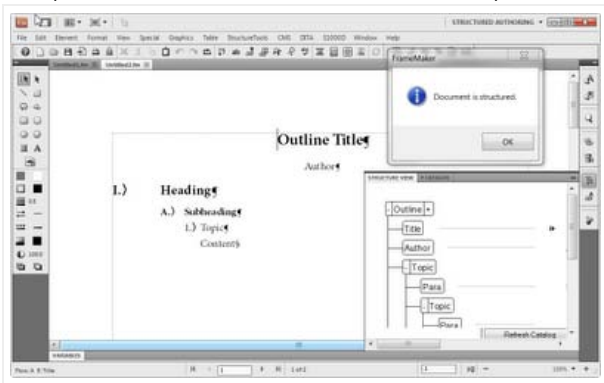 STRUCTURED AUTHORING
File Edit Element Format View Special Graphics Table StructureTools CMS DITA S1000D Window Help
FrameMaker
Document is structured.
OK
Outline Title¶
Author¶
I.) Heading¶
A.) Subheading¶
1.) Topic¶
Content§
STRUCTURE VIEW
Outline
Title
Author
Topic
Para
Topic
Para
Refresh Catalog
VARIABLES
1 of 2
100%